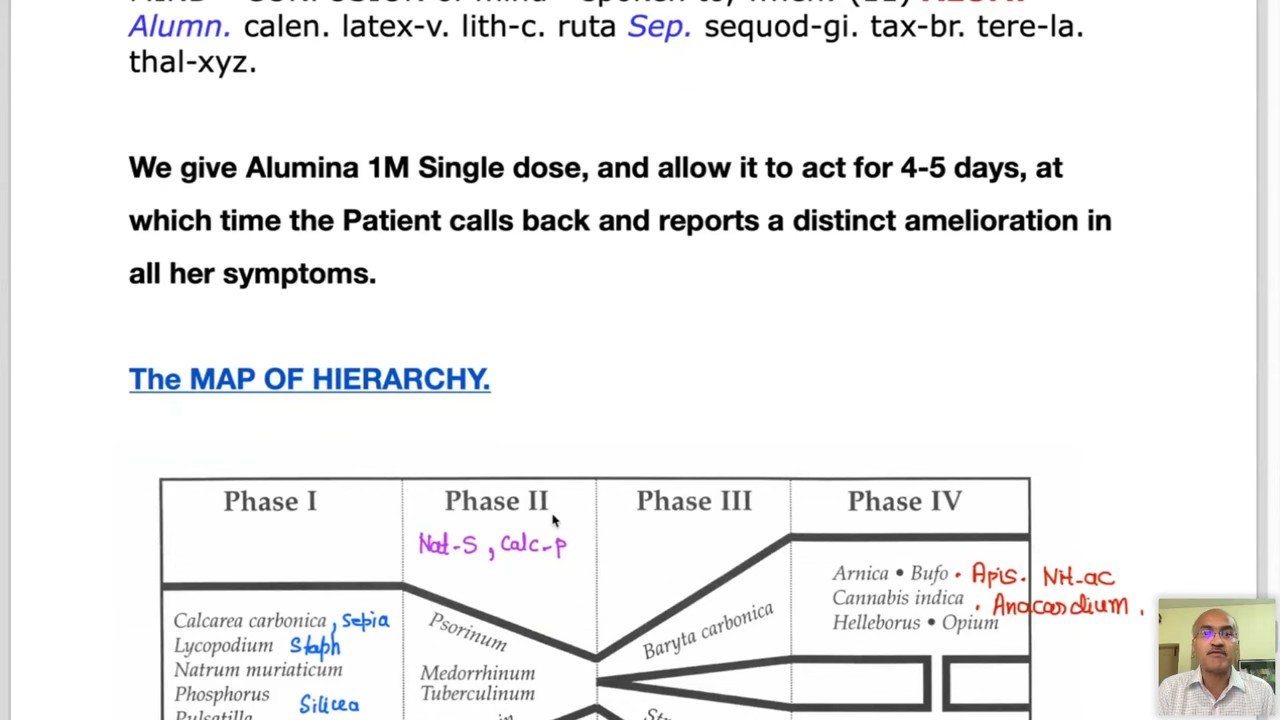 Alumn. calen. latex-v. lith-c. ruta Sep. sequod-gi. tax-br. tere-la.
thal-xyz.
We give Alumina 1M Single dose, and allow it to act for 4-5 days, at
which time the Patient calls back and reports a distinct amelioration in
all her symptoms.
The MAP OF HIERARCHY.
Phase I Phase II Phase III Phase IV
Nat-S, Calc-p
Arnica • Bufo • Apis. NH-ac
Cannabis indica • Anacardium.
Helleborus • Opium
Calcarea carbonica, Sepia
Lycopodium Staph
Natrum muriaticum
Phosphorus
Silicea
Pulsatilla
Psorinum
Medorrhinum
Tuberculinum
Baryta carbonica